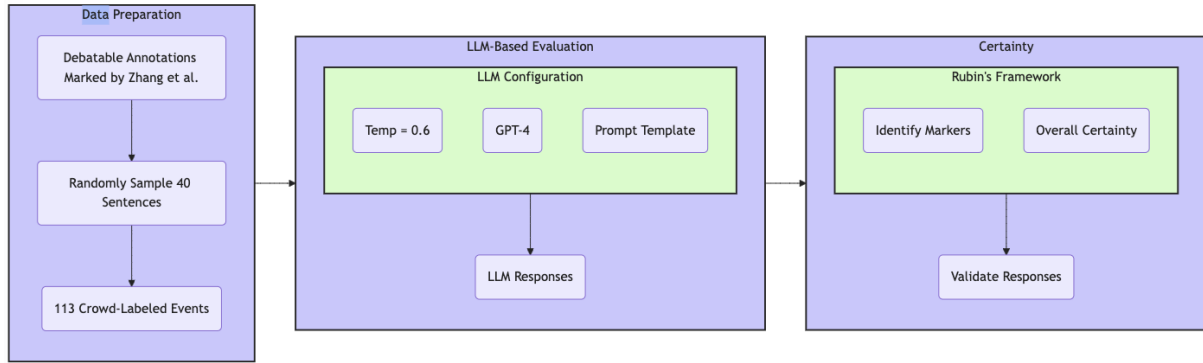 Data Preparation
Debatable Annotations
Marked by Zhang et al.
Randomly Sample 40
Sentences
113 Crowd-Labeled Events
LLM-Based Evaluation
LLM Configuration
Temp = 0.6
GPT-4
Prompt Template
LLM Responses
Certainty
Rubin's Framework
Identify Markers
Overall Certainty
Validate Responses